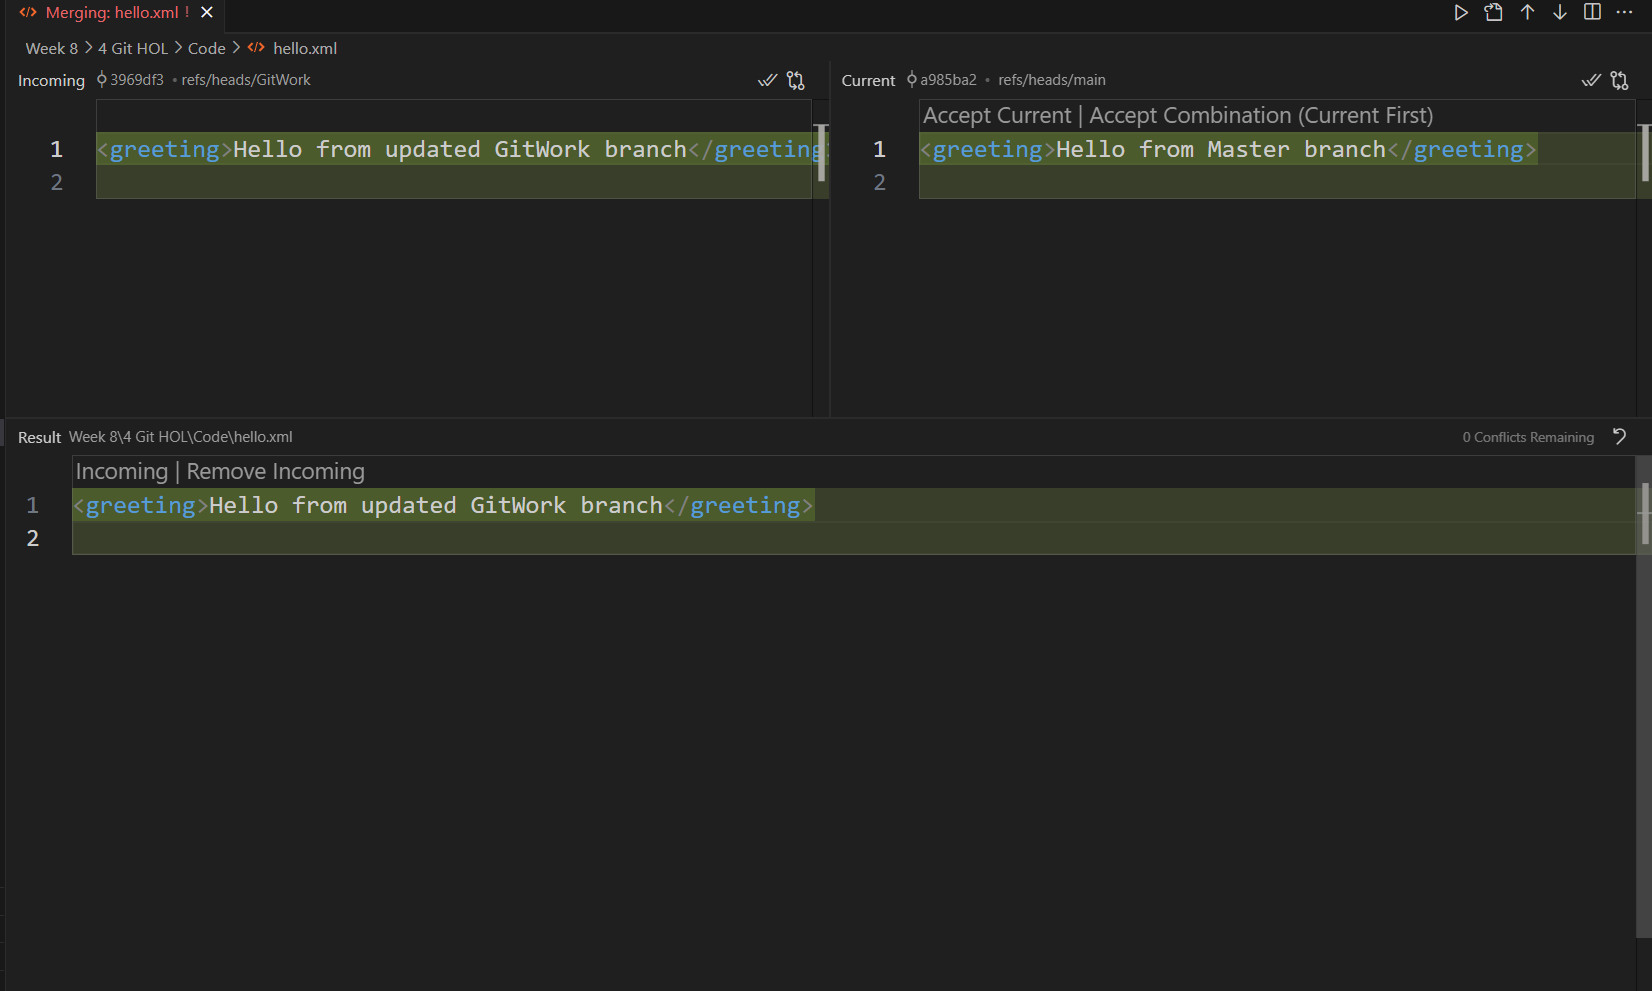 Merging: hello.xml !
Week 8 > 4 Git HOL > Code > hello.xml
Incoming 3969df3 • refs/heads/GitWork
1 <greeting>Hello from updated GitWork branch</greeting>
2
Current a985ba2 • refs/heads/main
Accept Current | Accept Combination (Current First)
1 <greeting>Hello from Master branch</greeting>
2
Result Week 8\4 Git HOL\Code\hello.xml 0 Conflicts Remaining
Incoming | Remove Incoming
1 <greeting>Hello from updated GitWork branch</greeting>
2